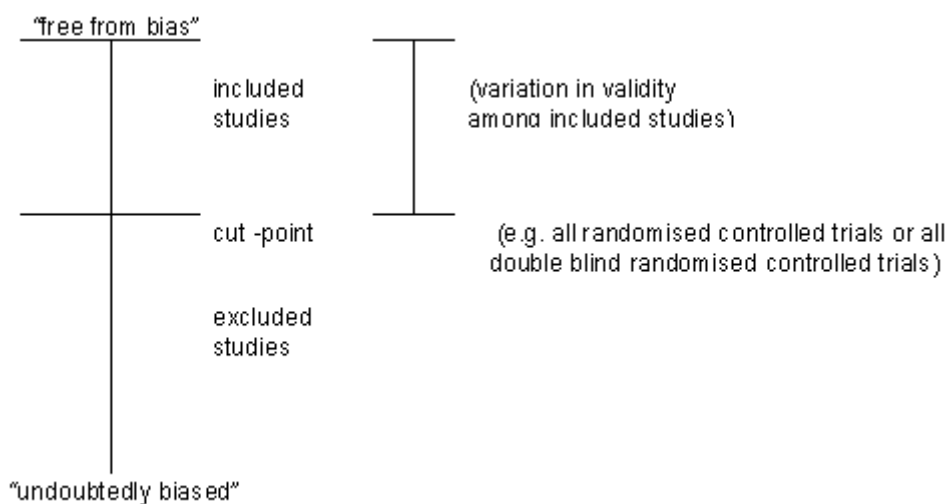 “free from bias”
included
studies
(variation in validity
among included studies)
cut -point
(e.g. all randomised controlled trials or all
double blind randomised controlled trials)
excluded
studies
“undoubtedly biased”